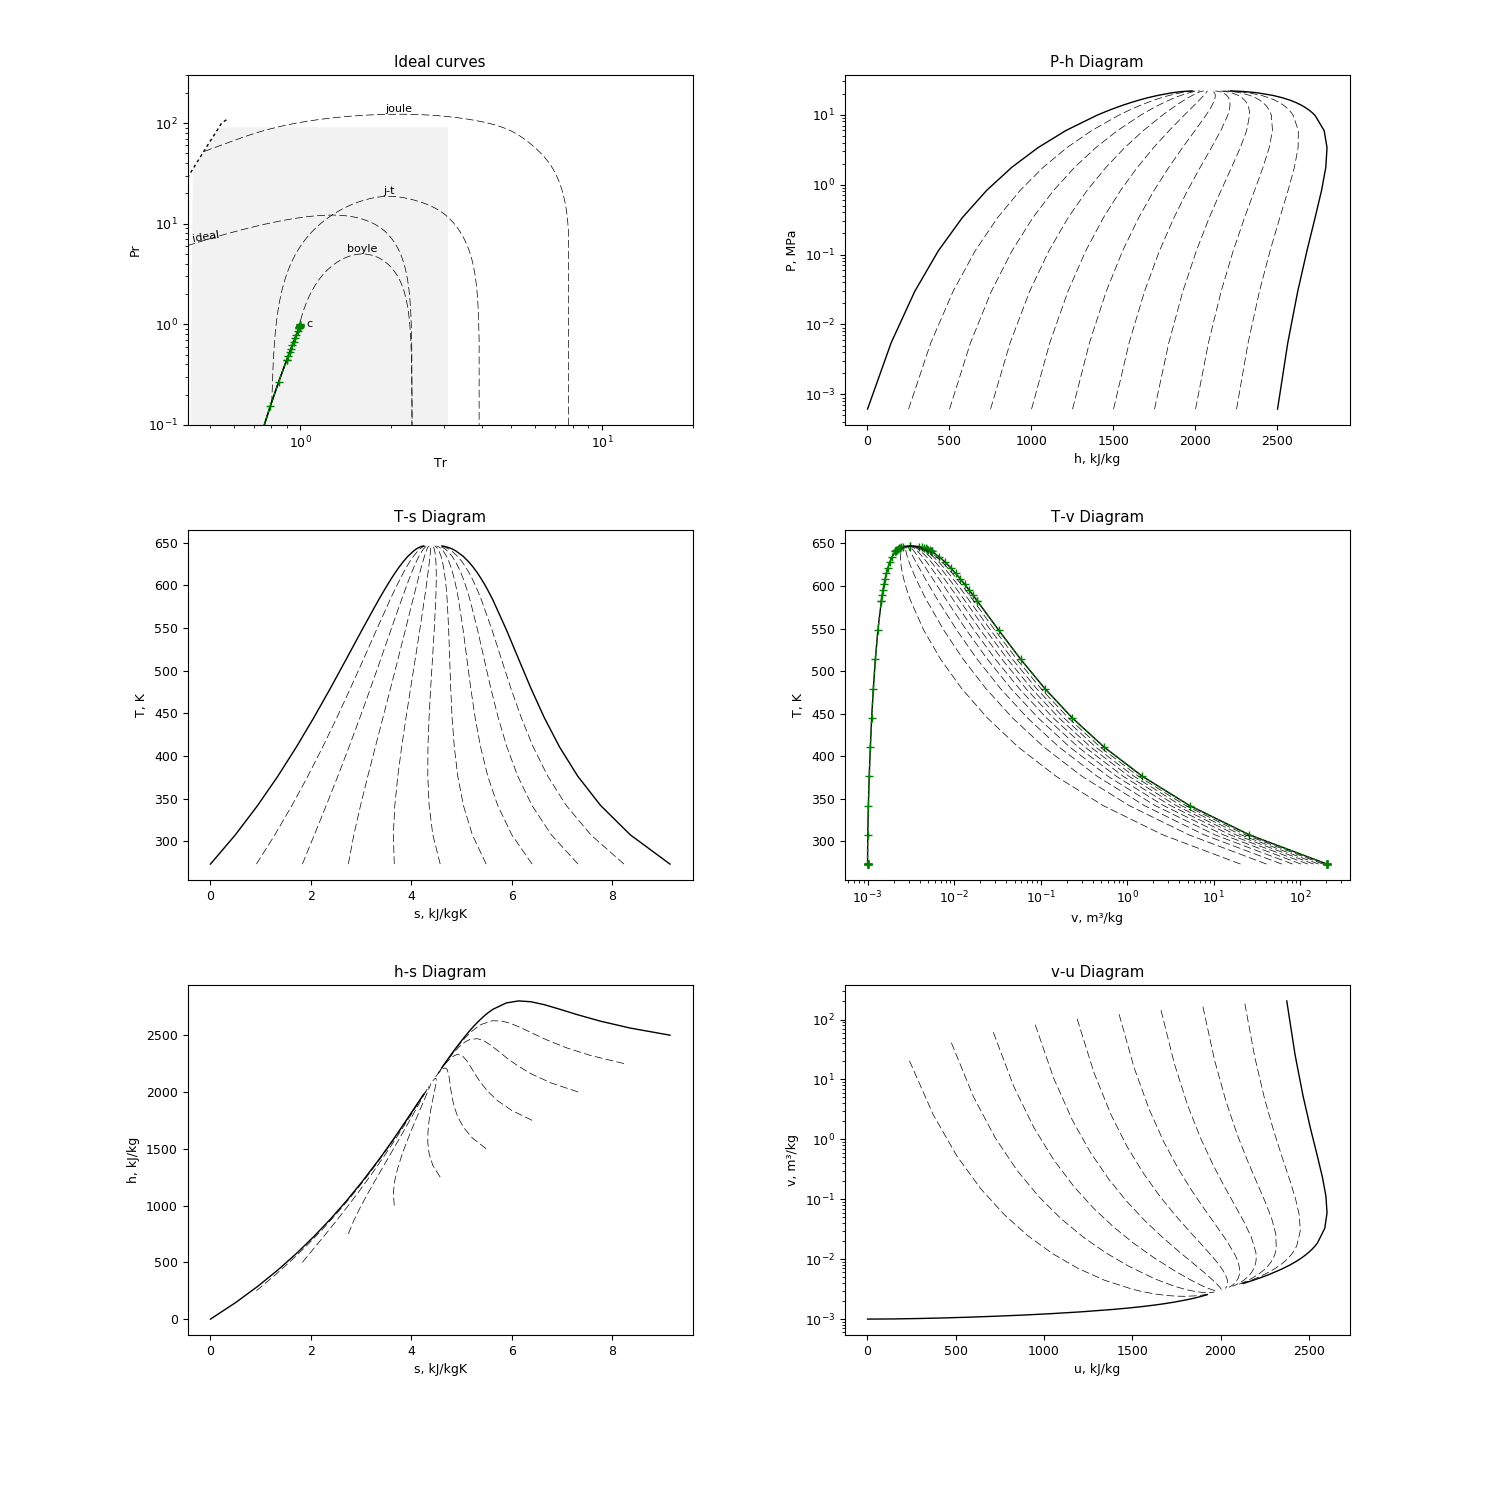 Ideal curves
Pr
10²
10¹
10⁰
10⁻¹
joule
j-t
ideal
boyle
c
10⁰
10¹
Tr
P-h Diagram
P, MPa
10¹
10⁰
10⁻¹
10⁻²
10⁻³
0 500 1000 1500 2000 2500
h, kJ/kg
T-s Diagram
T, K
650
600
550
500
450
400
350
300
0 2 4 6 8
s, kJ/kgK
T-v Diagram
T, K
650
600
550
500
450
400
350
300
10⁻³ 10⁻² 10⁻¹ 10⁰ 10¹ 10²
v, m³/kg
h-s Diagram
h, kJ/kg
2500
2000
1500
1000
500
0
0 2 4 6 8
s, kJ/kgK
v-u Diagram
v, m³/kg
10²
10¹
10⁰
10⁻¹
10⁻²
10⁻³
0 500 1000 1500 2000 2500
u, kJ/kg